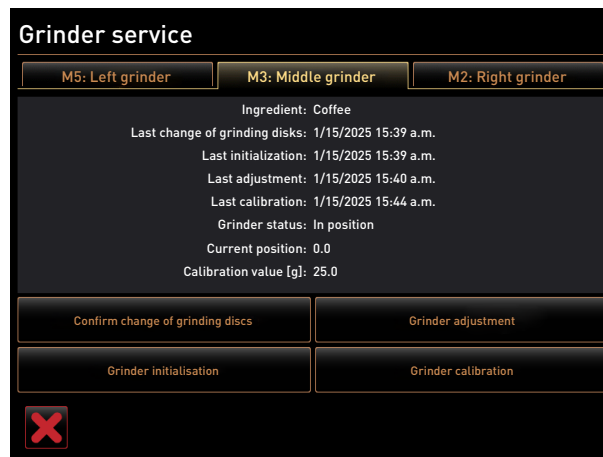 Grinder service
M5: Left grinder M3: Middle grinder M2: Right grinder
Ingredient: Coffee
Last change of grinding disks: 1/15/2025 15:39 a.m.
Last initialization: 1/15/2025 15:39 a.m.
Last adjustment: 1/15/2025 15:40 a.m.
Last calibration: 1/15/2025 15:44 a.m.
Grinder status: In position
Current position: 0.0
Calibration value [g]: 25.0
Confirm change of grinding discs Grinder adjustment
Grinder initialisation Grinder calibration